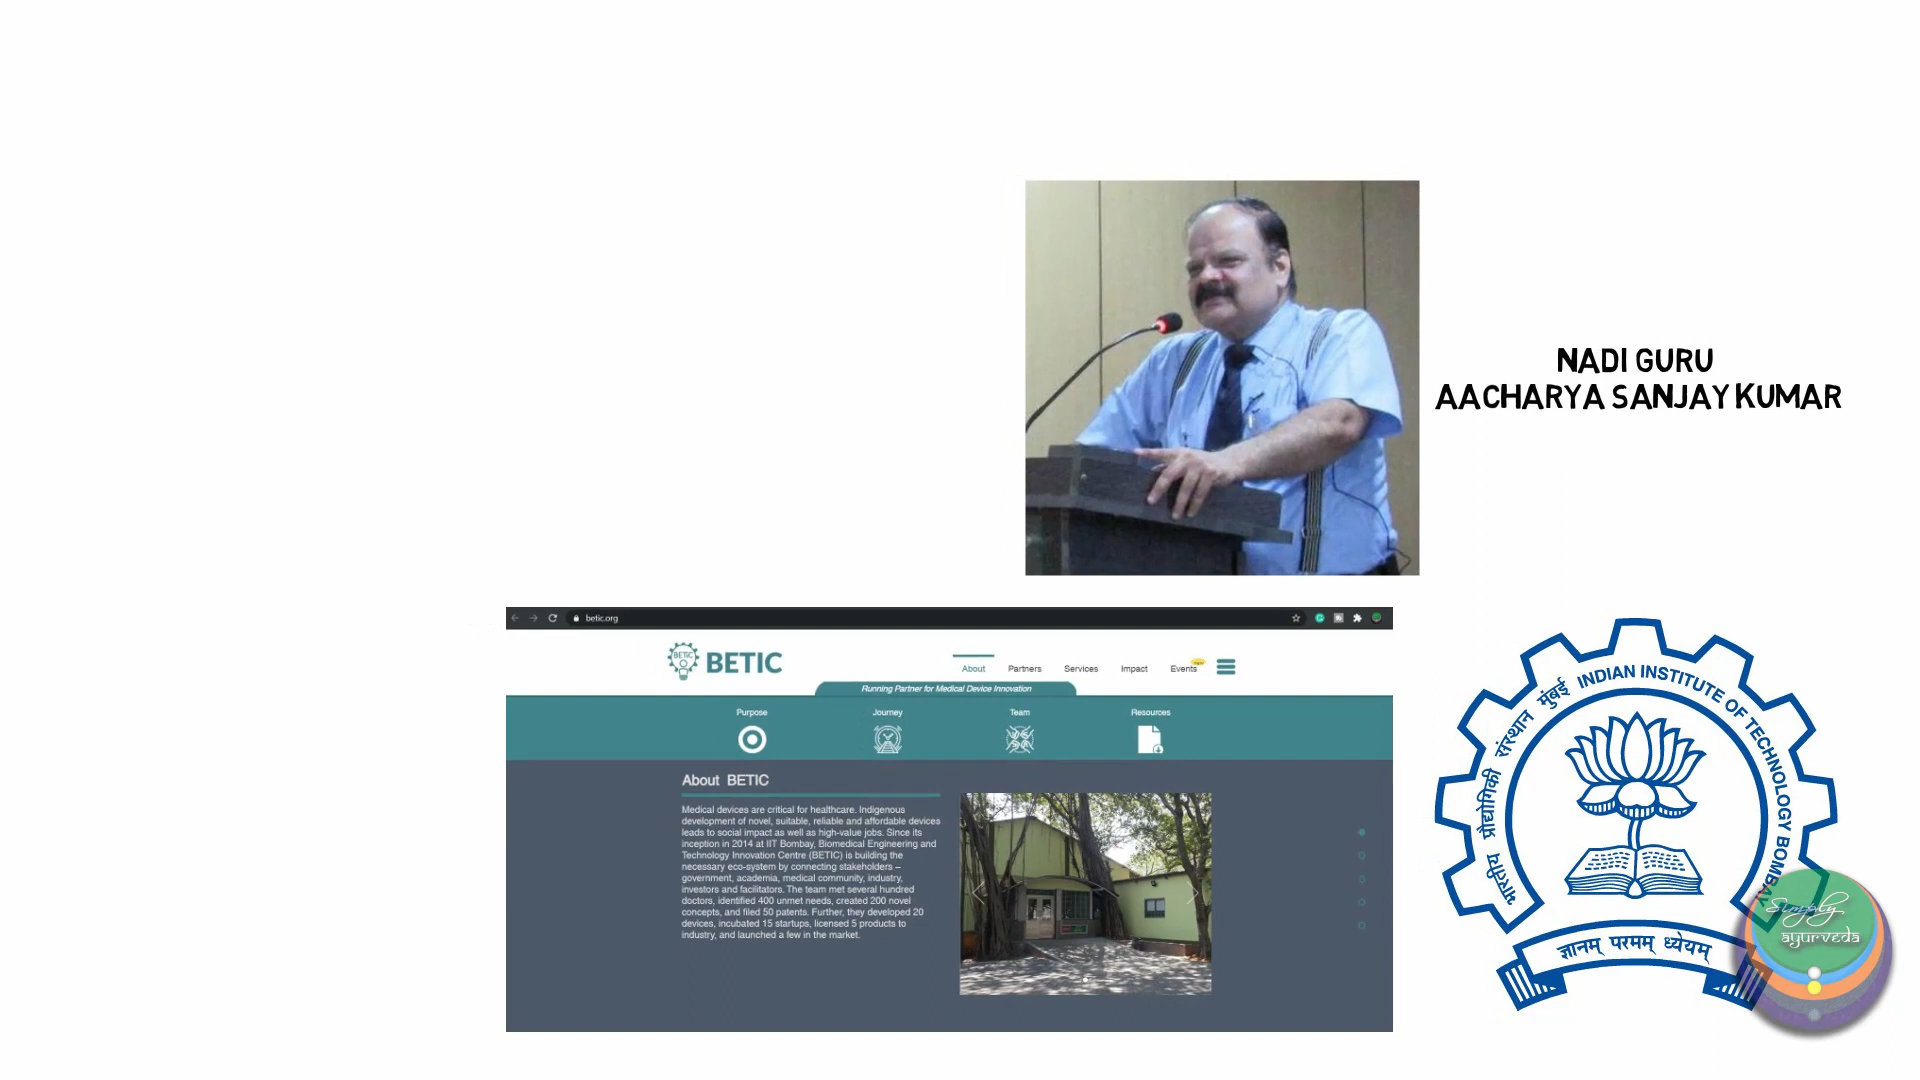 NADI GURU
AACHARYA SANJAY KUMAR
betic.org
BETIC
BETIC
About
Partners
Services
Impact
Events
Running Partner for Medical Device Innovation
Purpose
Journey
Team
Resources
About BETIC
Medical devices are critical for healthcare. Indigenous
development of novel, suitable, reliable and affordable devices
leads to social impact as well as high-value jobs. Since its
inception in 2014 at IIT Bombay, Biomedical Engineering and
Technology Innovation Centre (BETIC) is building the
necessary eco-system by connecting stakeholders –
government, academia, medical community, industry,
investors and facilitators. The team met several hundred
doctors, identified 400 unmet needs, created 200 novel
concepts, and filed 50 patents. Further, they developed 20
devices, incubated 15 startups, licensed 5 products to
industry, and launched a few in the market.
भारतीय प्रौद्योगिकी संस्थान मुंबई
INDIAN INSTITUTE OF TECHNOLOGY BOMBAY
ज्ञानम् परमम् ध्येयम्
Simply
ayurveda